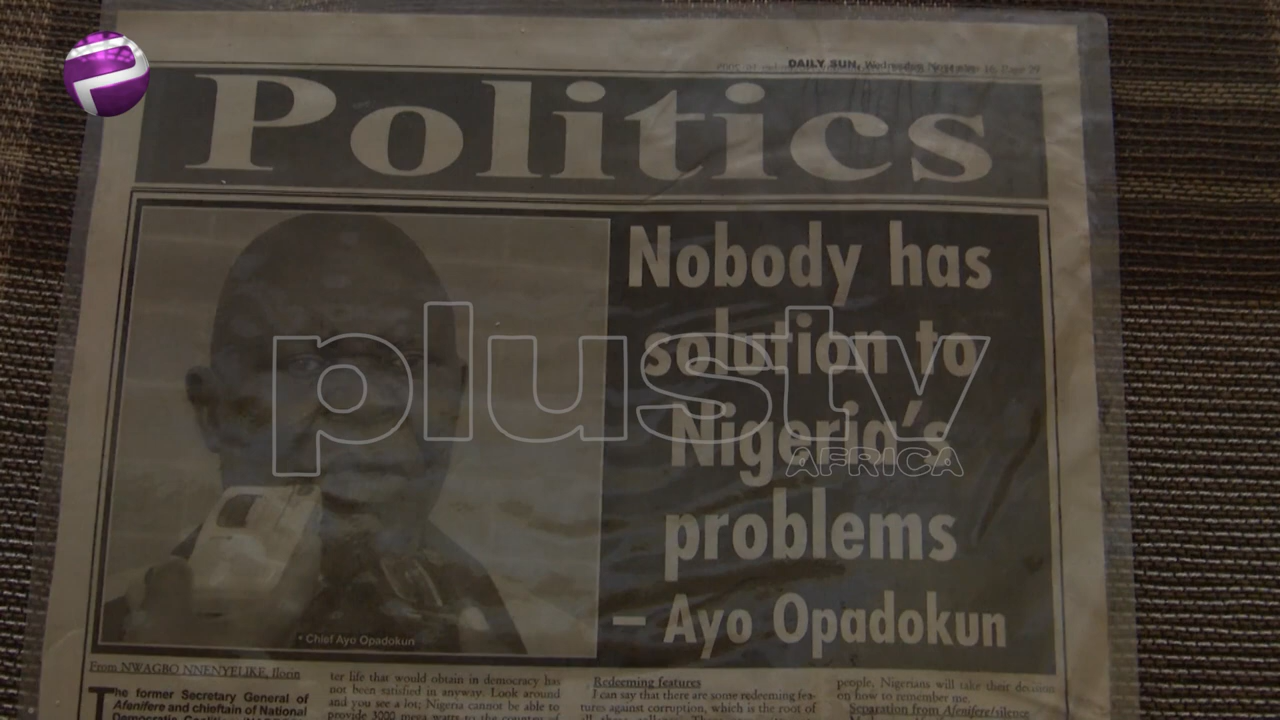 DAILY SUN, Wednesday,
Politics
Nobody has
solution to
Nigeria's
problems
– Ayo Opadokun
plustv
AFRICA
• Chief Ayo Opadokun
From NWAGBO NNENYELIKE, Ilorin
The former Secretary General of
Afenifere and chieftain of National
ter life that would obtain in democracy has
not been satisfied in anyway. Look around
and you see a lot; Nigeria cannot be able to
provide 3000 mega watts to the country of
Redeeming features
I can say that there are some redeeming fea-
tures against corruption, which is the root of
people, Nigerians will take their decision
on how to remember me.
Separation from Afenifere/silence